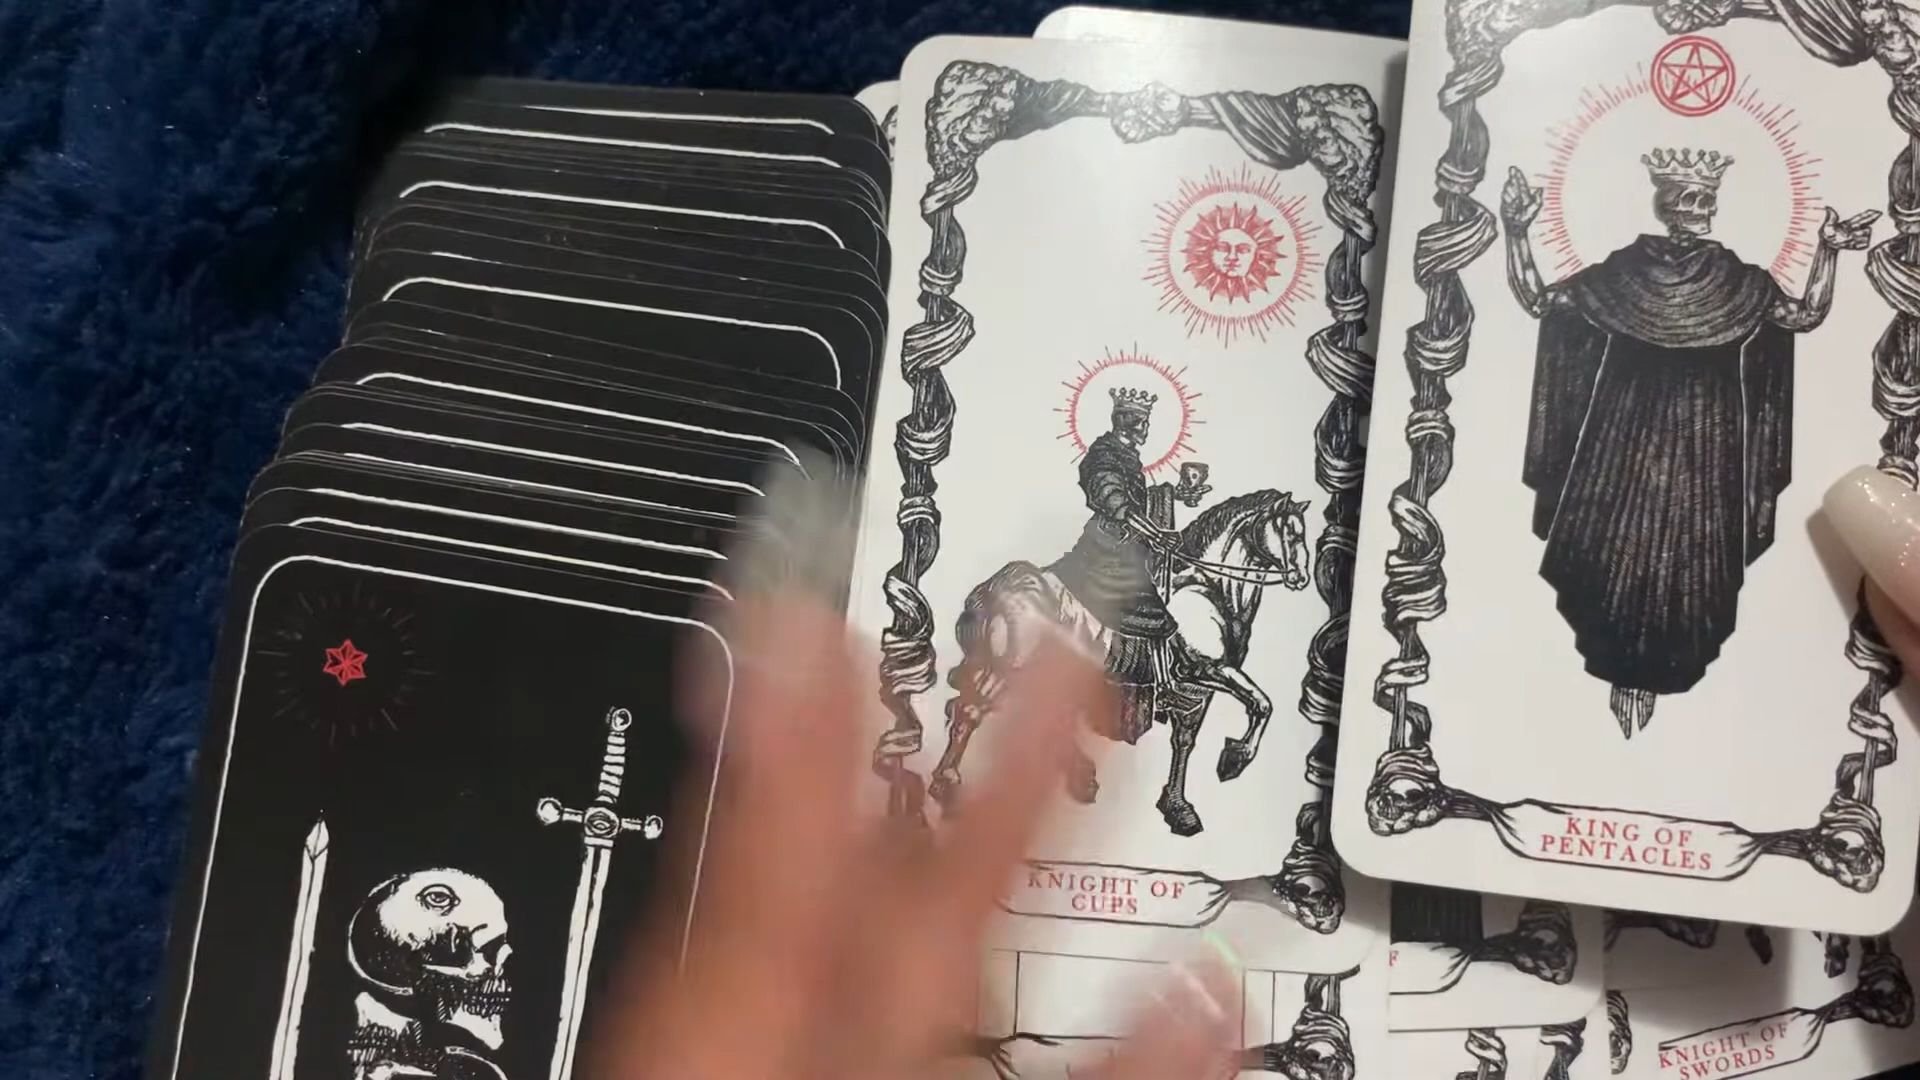 KNIGHT OF
CUPS
KING OF
PENTACLES
F
KNIGHT OF
SWORDS